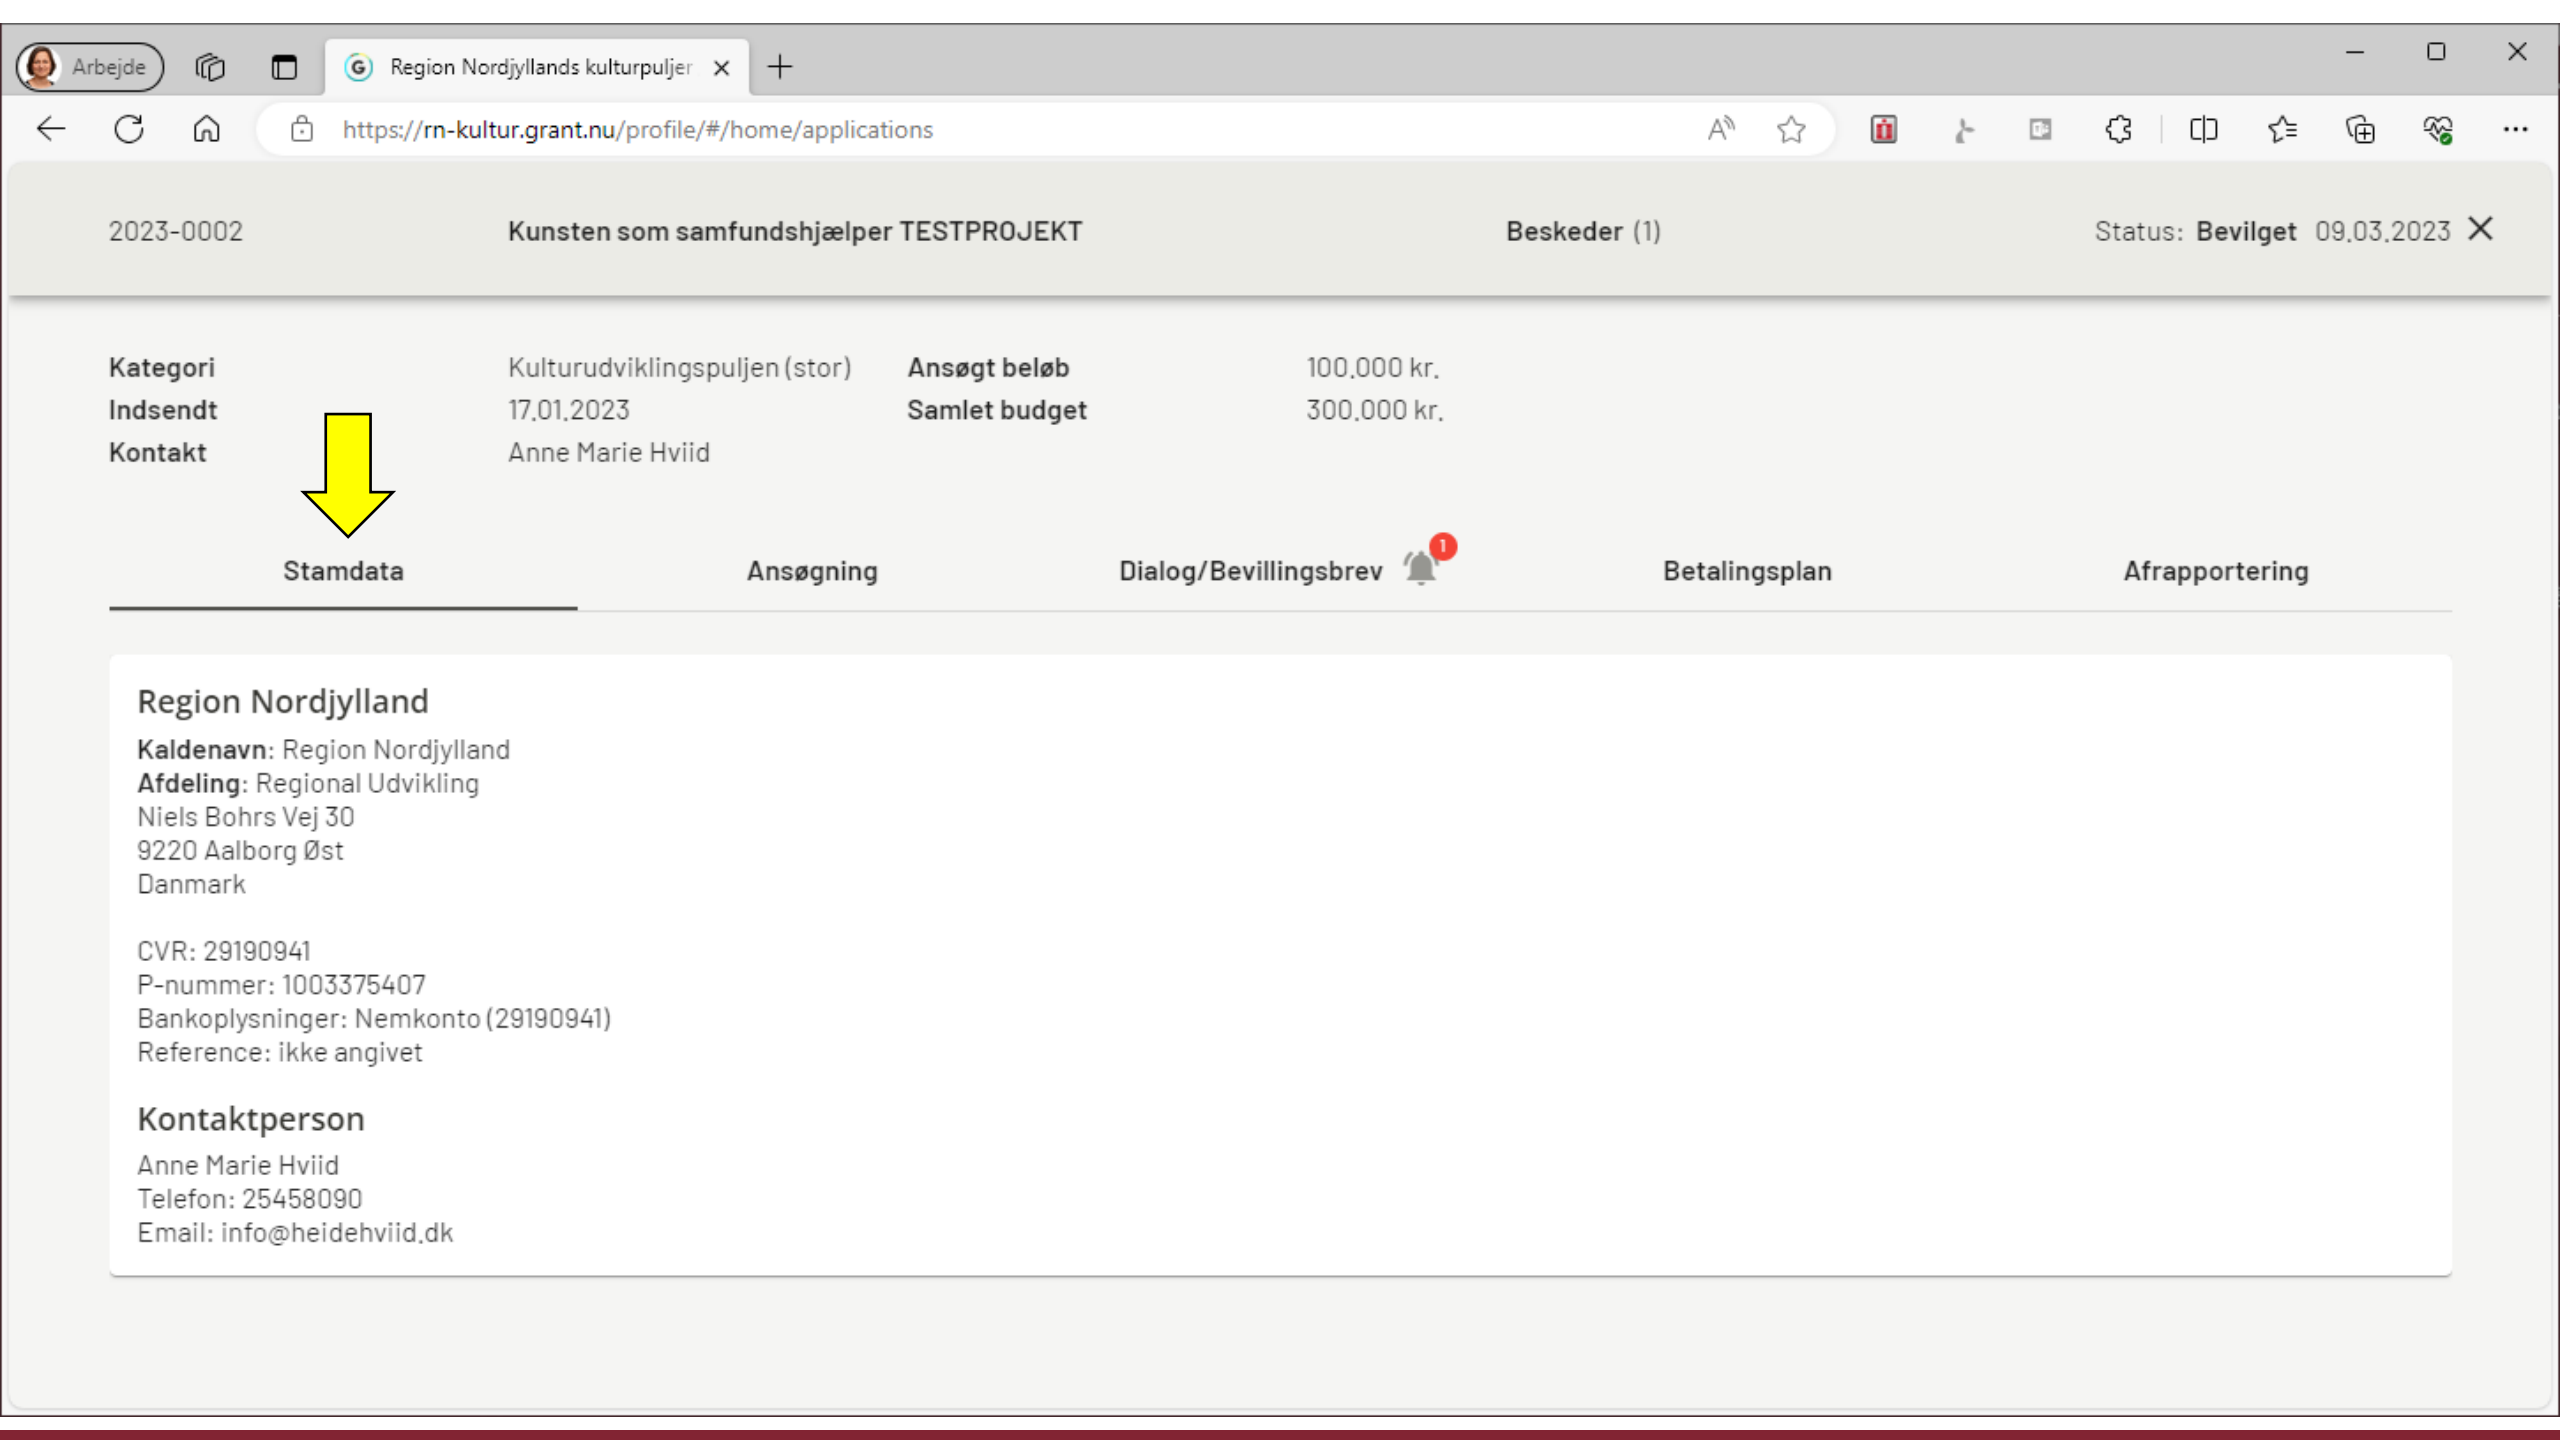 Arbejde
Region Nordjyllands kulturpuljer
https://rn-kultur.grant.nu/profile/#/home/applications
2023-0002 Kunsten som samfundshjælper TESTPROJEKT Beskeder (1) Status: Bevilget 09.03.2023
Kategori Kulturudviklingspuljen (stor) Ansøgt beløb 100.000 kr.
Indsendt 17.01.2023 Samlet budget 300.000 kr.
Kontakt Anne Marie Hviid
Stamdata Ansøgning Dialog/Bevillingsbrev 1 Betalingsplan Afrapportering
Region Nordjylland
Kaldenavn: Region Nordjylland
Afdeling: Regional Udvikling
Niels Bohrs Vej 30
9220 Aalborg Øst
Danmark
CVR: 29190941
P-nummer: 1003375407
Bankoplysninger: Nemkonto (29190941)
Reference: ikke angivet
Kontaktperson
Anne Marie Hviid
Telefon: 25458090
Email: info@heidehviid.dk